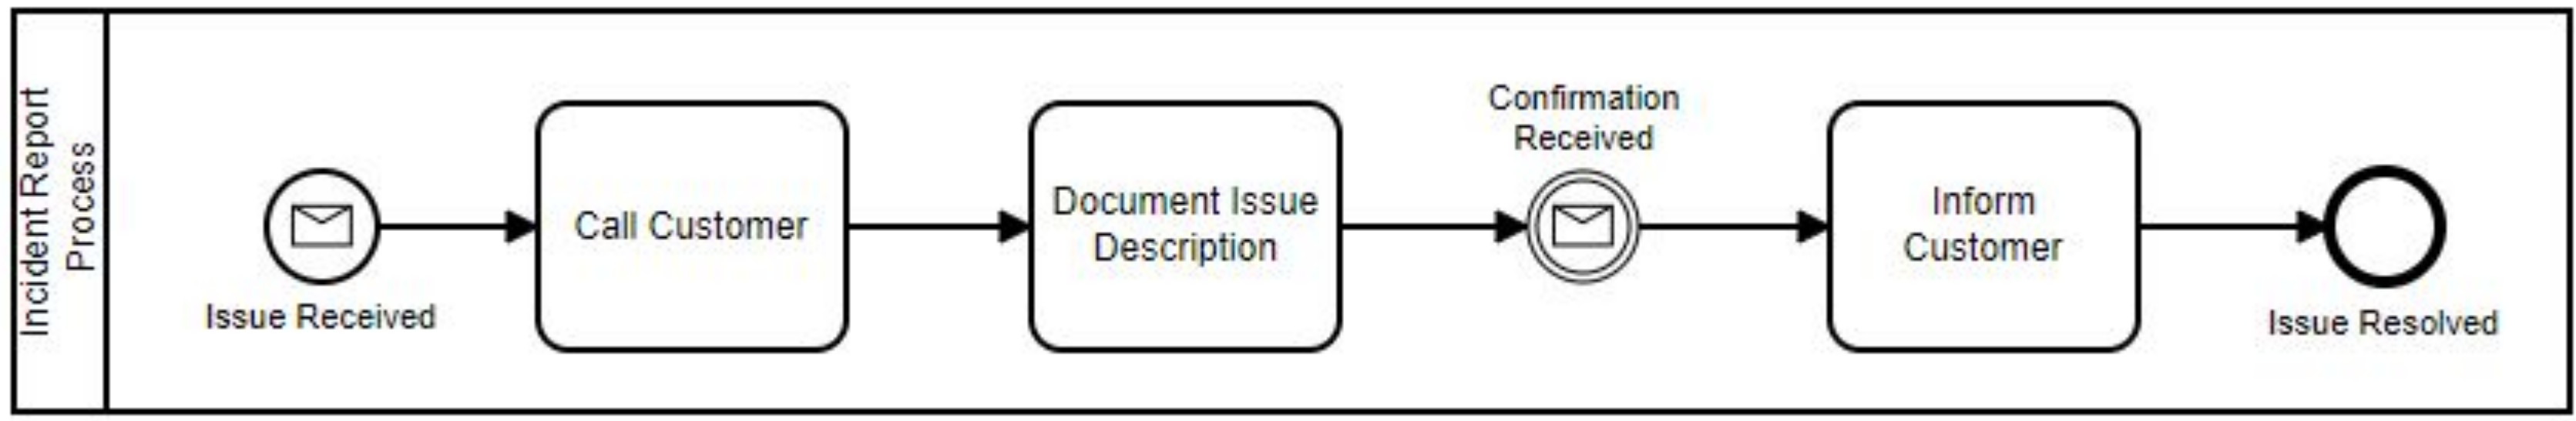 Incident Report
Process
Issue Received
Call Customer
Document Issue
Description
Confirmation
Received
Inform
Customer
Issue Resolved